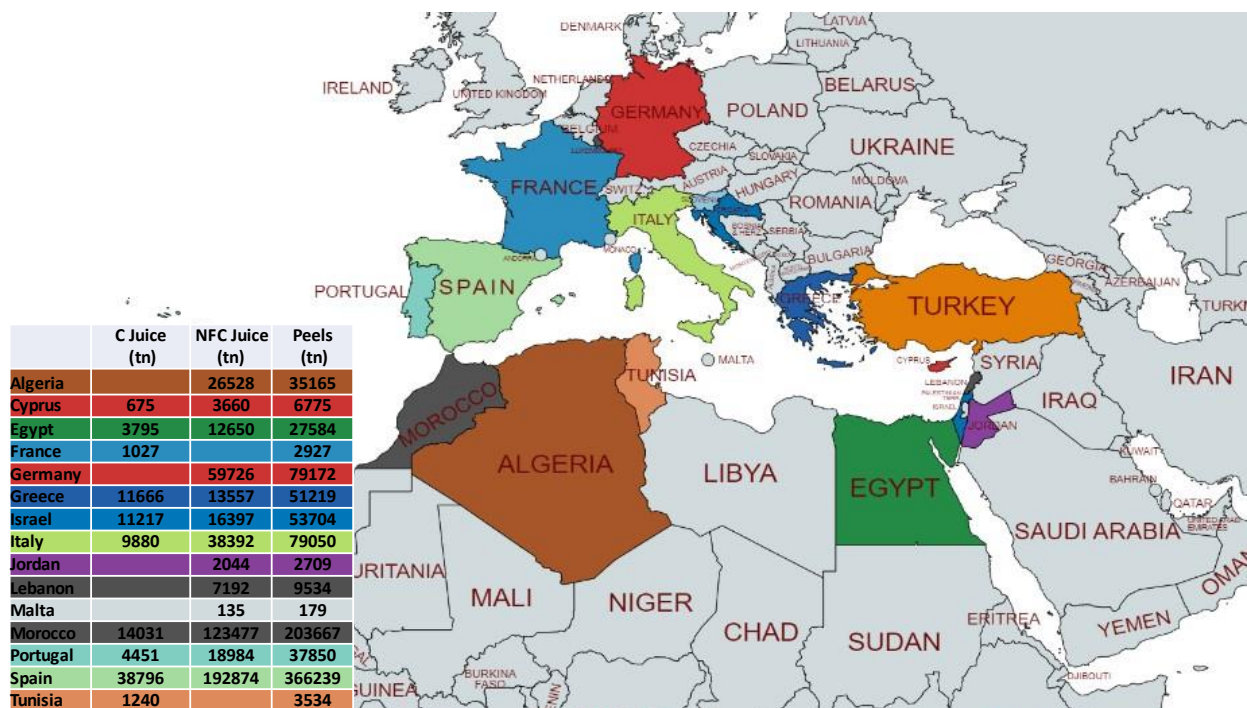 LATVIA
DENMARK
LITHUANIA
IRELAND
NETHERLANDS
BELARUS
UNITED KINGDOM
GERMANY
POLAND
BELGIUM
CZECHIA
UKRAINE
SLOVAKIA
FRANCE
SWITZ.
AUSTRIA
HUNGARY
MOLDOVA
ROMANIA
ITALY
SERBIA
MONACO
ANDORRA
BULGARIA
GEORGIA
PORTUGAL
SPAIN
GREECE
TURKEY
AZERBAIJAN
TURKM
MALTA
CYPRUS
SYRIA
TUNISIA
LEBANON
IRAN
ISRAEL
IRAQ
MOROCCO
JORDAN
KUWAIT
ALGERIA
LIBYA
EGYPT
BAHRAIN
QATAR
SAUDI ARABIA
UNITED ARAB
EMIRATES
URITANIA
MALI
NIGER
OMAN
CHAD
SUDAN
ERITREA
YEMEN
BURKINA
FASO
GUINEA
DJIBOUTI
C Juice (tn) NFC Juice (tn) Peels (tn)
Algeria 26528 35165
Cyprus 675 3660 6775
Egypt 3795 12650 27584
France 1027 2927
Germany 59726 79172
Greece 11666 13557 51219
Israel 11217 16397 53704
Italy 9880 38392 79050
Jordan 2044 2709
Lebanon 7192 9534
Malta 135 179
Morocco 14031 123477 203667
Portugal 4451 18984 37850
Spain 38796 192874 366239
Tunisia 1240 3534